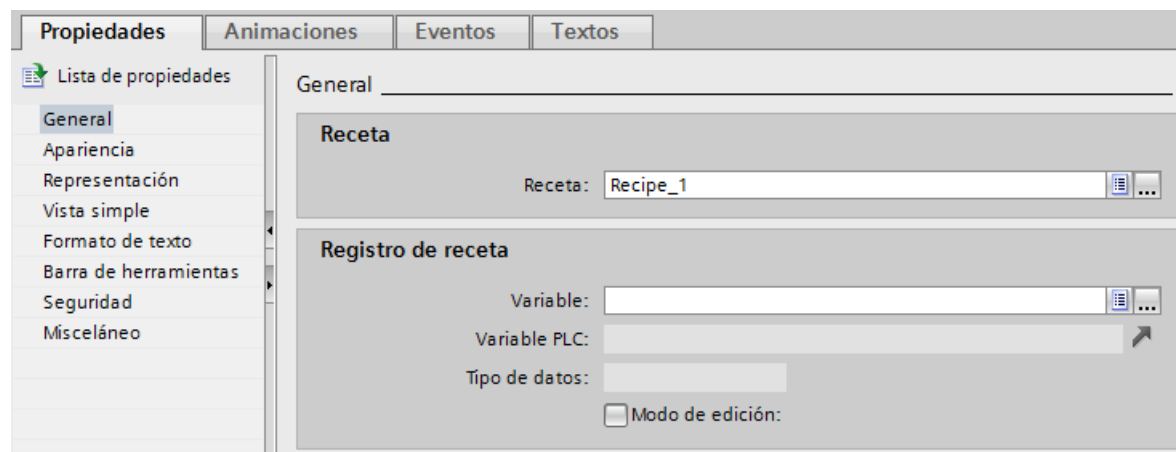 Propiedades Animaciones Eventos Textos
Lista de propiedades
General
Apariencia
Representación
Vista simple
Formato de texto
Barra de herramientas
Seguridad
Misceláneo
General
Receta
Receta: Recipe_1 ...
Registro de receta
Variable: ...
Variable PLC:
Tipo de datos:
Modo de edición: